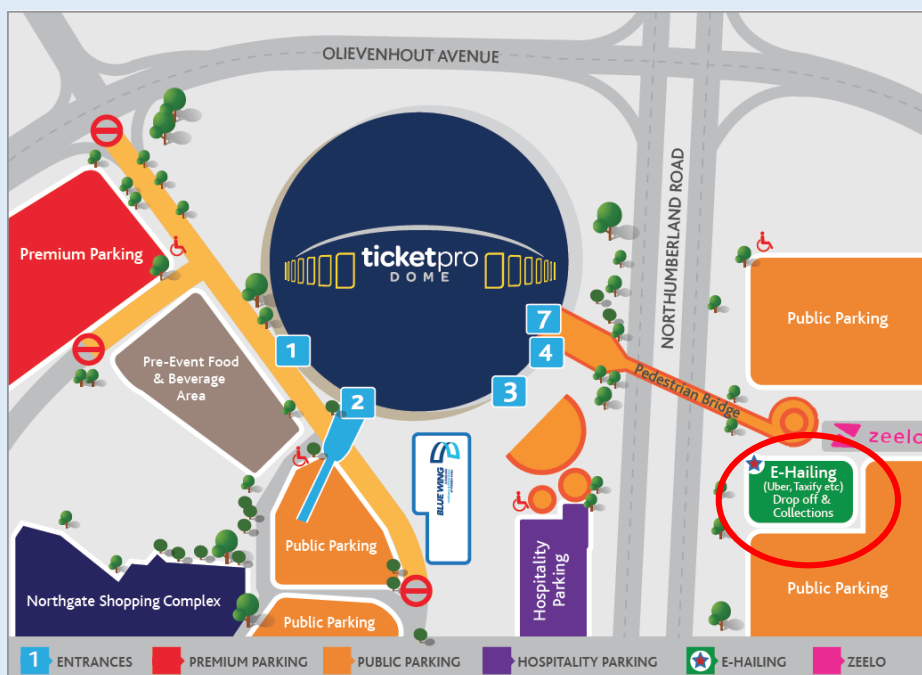 OLIEVENHOUT AVENUE
NORTHUMBERLAND ROAD
Premium Parking
ticketpro
DOME
Public Parking
7
1
4
Pre-Event Food
& Beverage
Area
3
2
Pedestrian Bridge
zeelo
BLUE WING
E-Hailing
(Uber, Taxify etc)
Drop off &
Collections
Public Parking
Hospitality
Parking
Public Parking
Northgate Shopping Complex
Public Parking
1 ENTRANCES
PREMIUM PARKING
PUBLIC PARKING
HOSPITALITY PARKING
E-HAILING
ZEELO